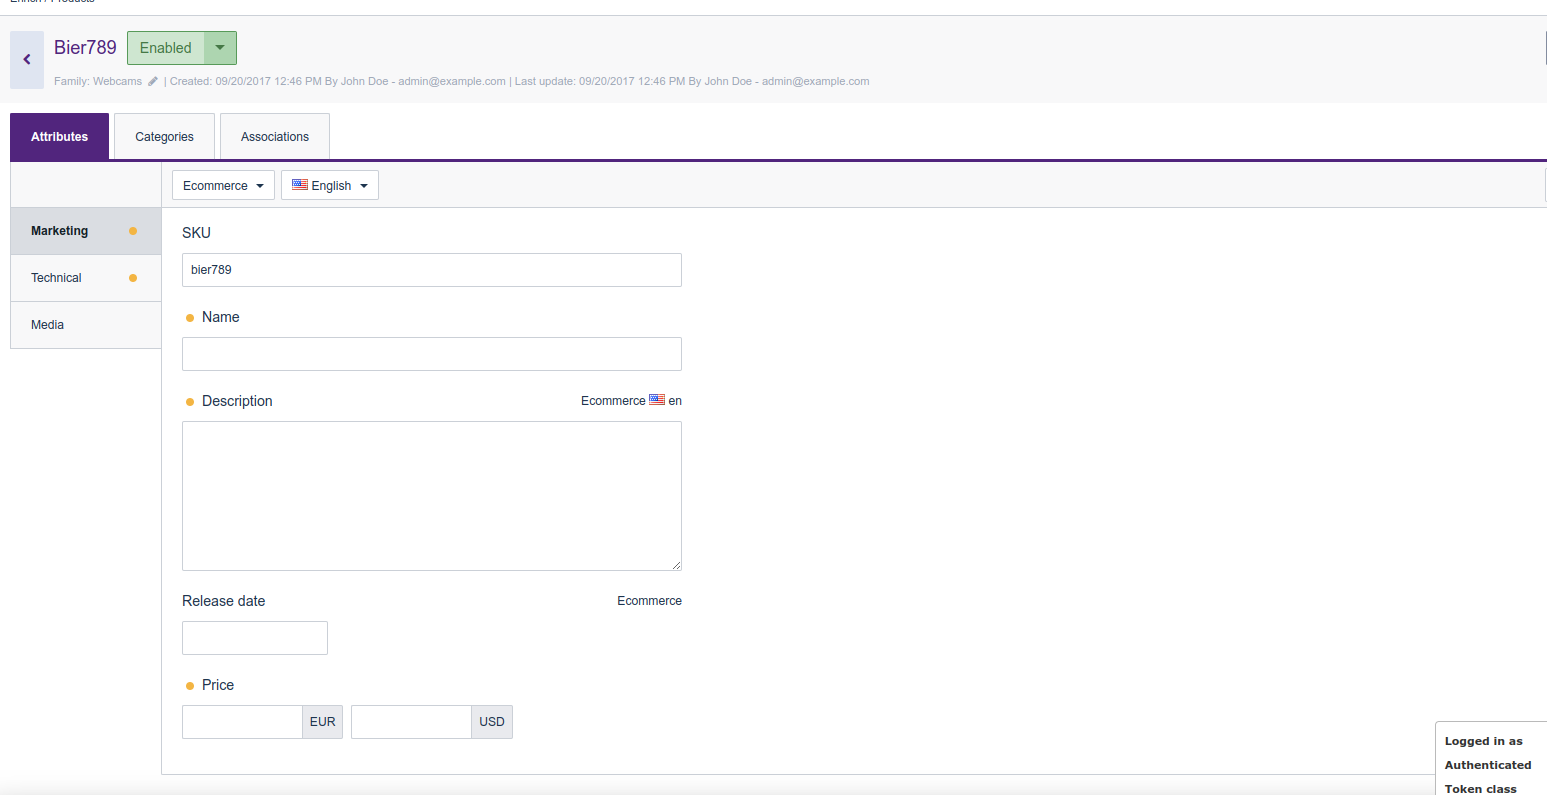 Enrich / Products
Bier789
Enabled
Family: Webcams | Created: 09/20/2017 12:46 PM By John Doe - admin@example.com | Last update: 09/20/2017 12:46 PM By John Doe - admin@example.com
Attributes
Categories
Associations
Ecommerce
English
Marketing
Technical
Media
SKU
bier789
Name
Description
Ecommerce en
Release date
Ecommerce
Price
EUR
USD
Logged in as
Authenticated
Token class